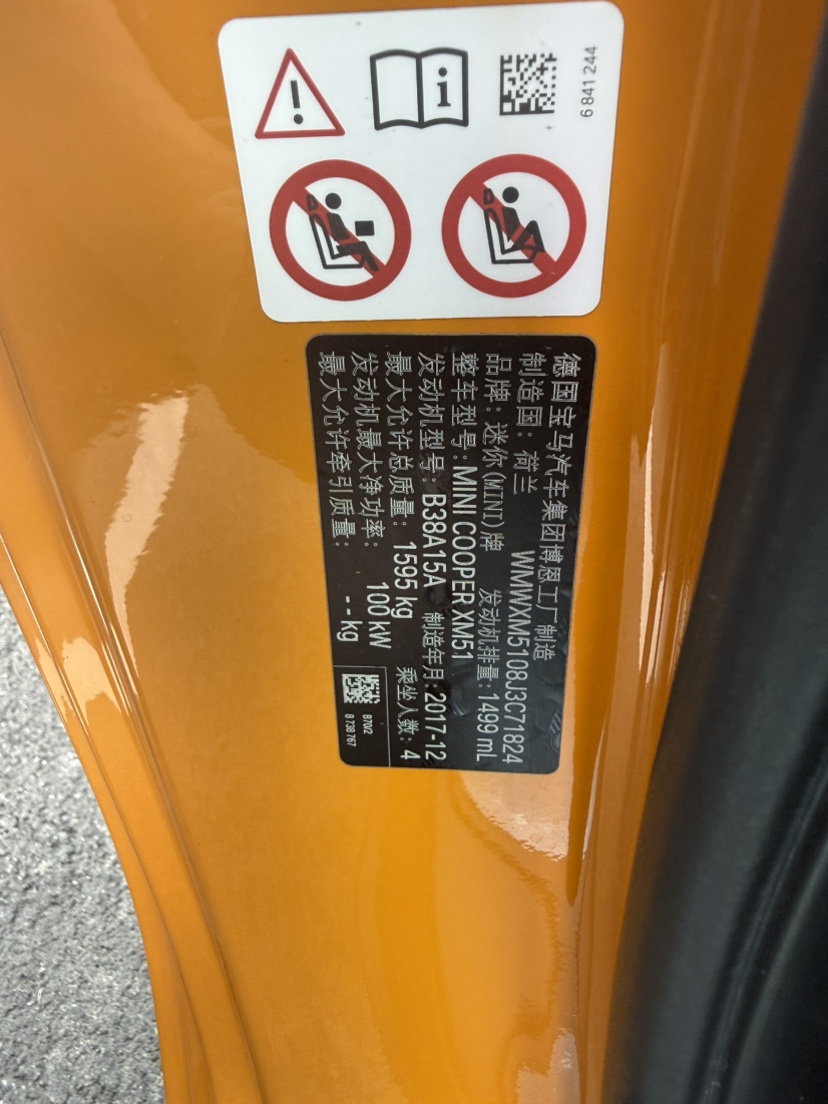 6 841 244
德国宝马汽车集团博恩工厂制造
制造国：荷兰 WMWXM5108J3C71824
品牌：迷你(MINI)牌 发动机排量：1499 mL
整车型号：MINI COOPER XM51
发动机型号：B38A15A 制造年月：2017-12
最大允许总质量：1595 kg 乘坐人数：4
发动机最大净功率：100 kW
最大允许牵引质量：-- kg
B702
8 738 767